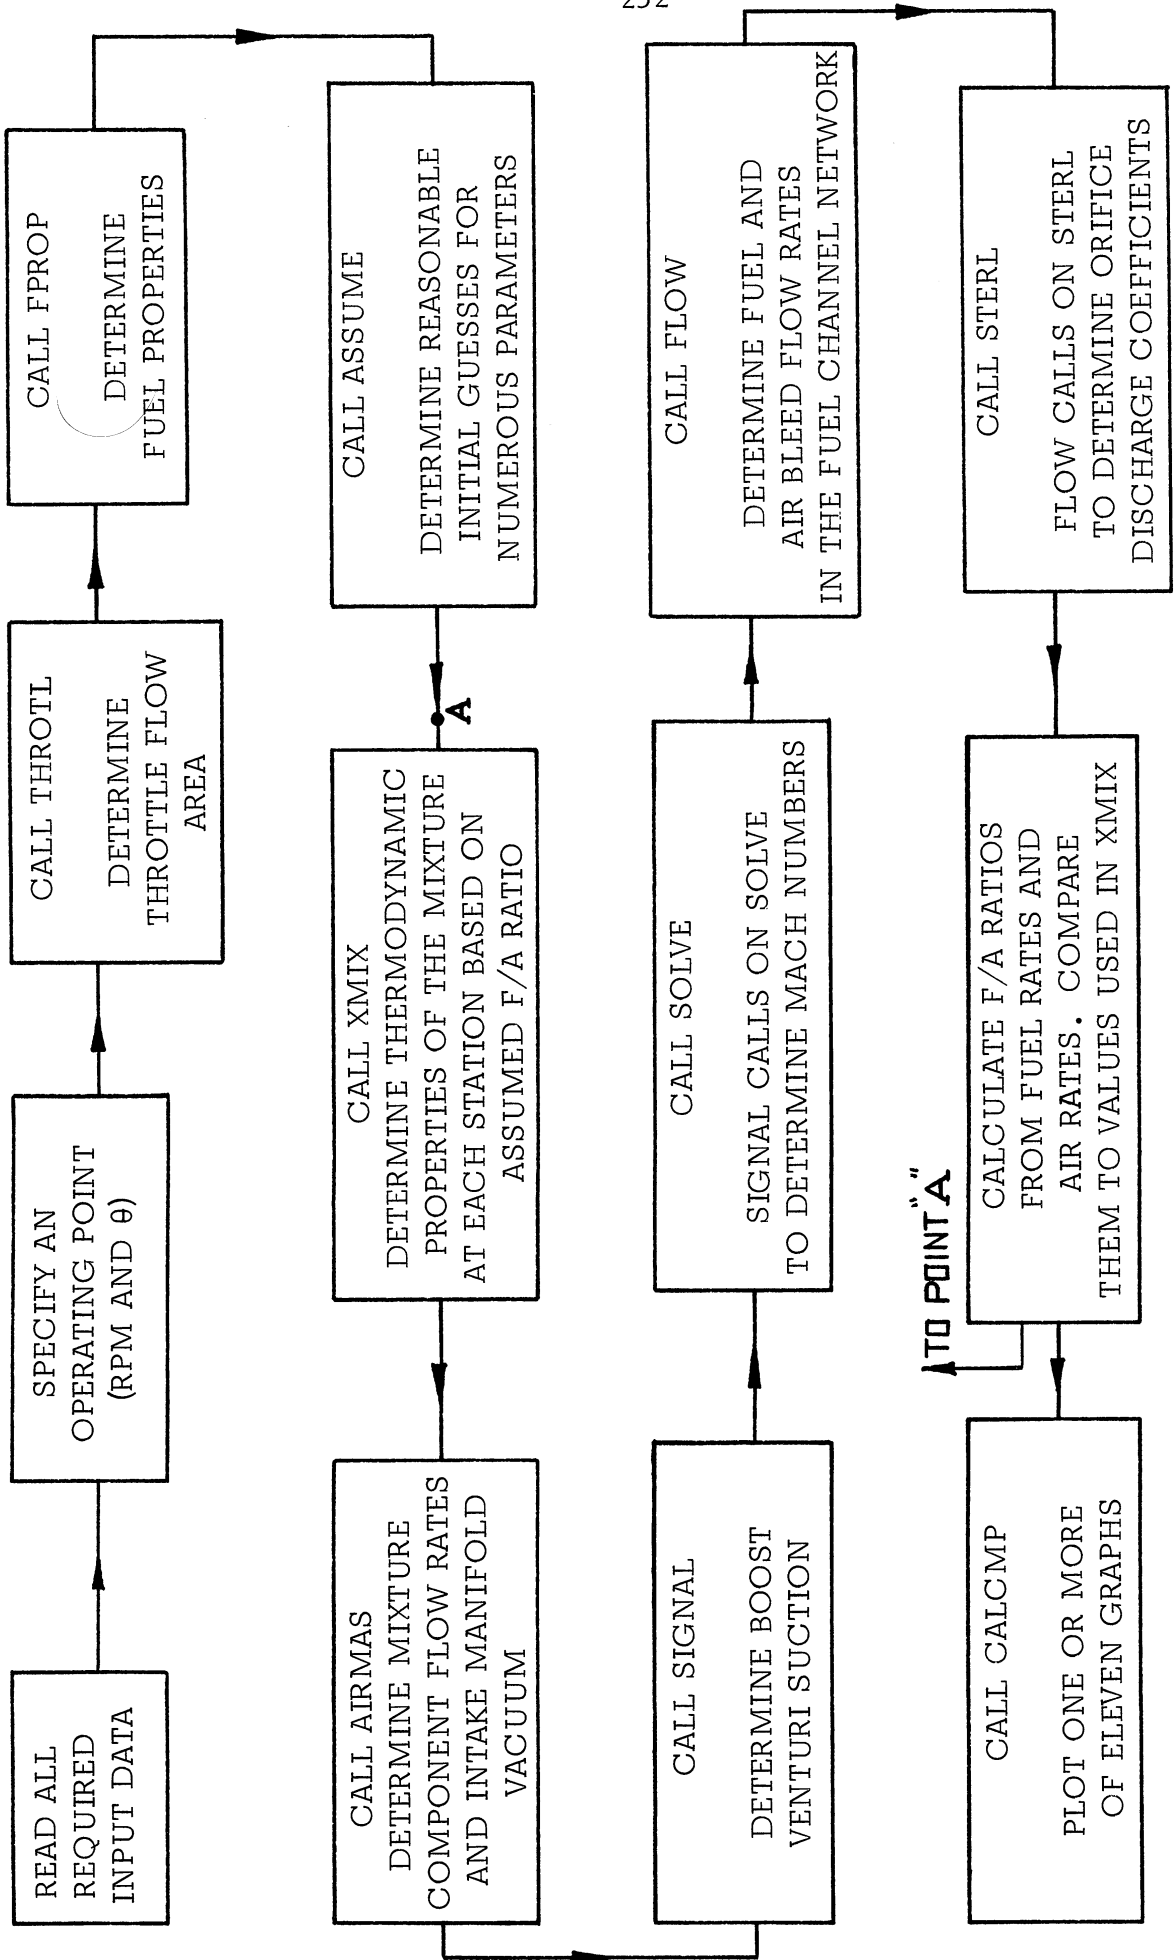 READ ALL
REQUIRED
INPUT DATA
SPECIFY AN
OPERATING POINT
(RPM AND θ)
CALL THROTL
DETERMINE
THROTTLE FLOW
AREA
CALL FPROP
DETERMINE
FUEL PROPERTIES
CALL ASSUME
DETERMINE REASONABLE
INITIAL GUESSES FOR
NUMEROUS PARAMETERS
A
CALL XMIX
DETERMINE THERMODYNAMIC
PROPERTIES OF THE MIXTURE
AT EACH STATION BASED ON
ASSUMED F/A RATIO
CALL AIRMAS
DETERMINE MIXTURE
COMPONENT FLOW RATES
AND INTAKE MANIFOLD
VACUUM
CALL SIGNAL
DETERMINE BOOST
VENTURI SUCTION
CALL SOLVE
SIGNAL CALLS ON SOLVE
TO DETERMINE MACH NUMBERS
CALL FLOW
DETERMINE FUEL AND
AIR BLEED FLOW RATES
IN THE FUEL CHANNEL NETWORK
CALL STERL
FLOW CALLS ON STERL
TO DETERMINE ORIFICE
DISCHARGE COEFFICIENTS
CALCULATE F/A RATIOS
FROM FUEL RATES AND
AIR RATES. COMPARE
THEM TO VALUES USED IN XMIX
TO POINT "A"
CALL CALCMP
PLOT ONE OR MORE
OF ELEVEN GRAPHS